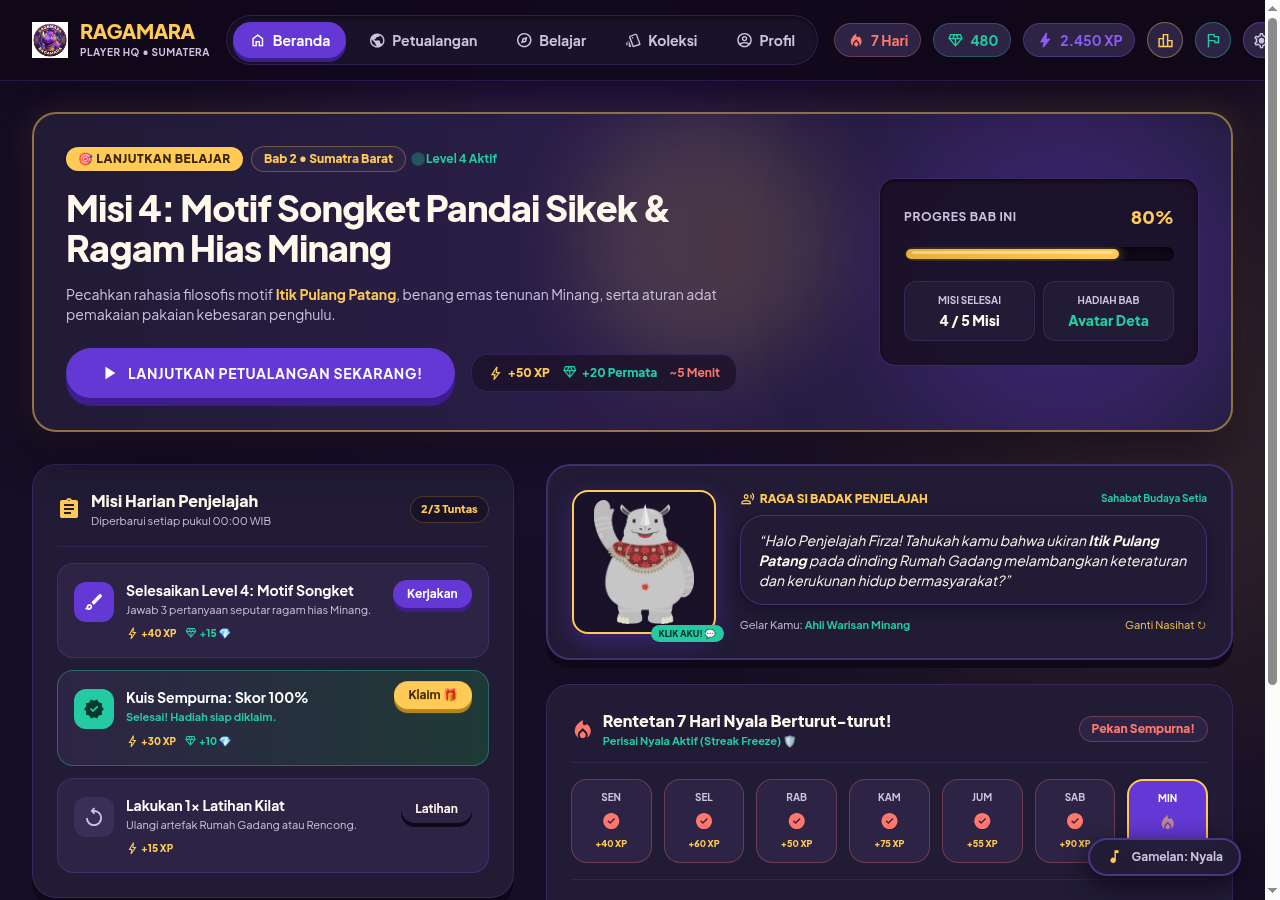 RAGAMARA
PLAYER HQ • SUMATERA
Beranda
Petualangan
Belajar
Koleksi
Profil
7 Hari
480
2.450 XP
🎯 LANJUTKAN BELAJAR
Bab 2 • Sumatra Barat
Level 4 Aktif
Misi 4: Motif Songket Pandai Sikek &
Ragam Hias Minang
Pecahkan rahasia filosofis motif Itik Pulang Patang, benang emas tenunan Minang, serta aturan adat
pemakaian pakaian kebesaran penghulu.
LANJUTKAN PETUALANGAN SEKARANG!
+50 XP
+20 Permata
~5 Menit
PROGRES BAB INI
80%
MISI SELESAI
4 / 5 Misi
HADIAH BAB
Avatar Deta
Misi Harian Penjelajah
Diperbarui setiap pukul 00:00 WIB
2/3 Tuntas
Selesaikan Level 4: Motif Songket
Jawab 3 pertanyaan seputar ragam hias Minang.
+40 XP
+15 💎
Kerjakan
Kuis Sempurna: Skor 100%
Selesai! Hadiah siap diklaim.
+30 XP
+10 💎
Klaim 🎁
Lakukan 1x Latihan Kilat
Ulangi artefak Rumah Gadang atau Rencong.
+15 XP
Latihan
KLIK AKU! 💬
RAGA SI BADAK PENJELAJAH
Sahabat Budaya Setia
“Halo Penjelajah Firza! Tahukah kamu bahwa ukiran Itik Pulang
Patang pada dinding Rumah Gadang melambangkan keteraturan
dan kerukunan hidup bermasyarakat?”
Gelar Kamu: Ahli Warisan Minang
Ganti Nasihat ↻
Rentetan 7 Hari Nyala Berturut-turut!
Perisai Nyala Aktif (Streak Freeze) 🛡️
Pekan Sempurna!
SEN
+40 XP
SEL
+60 XP
RAB
+50 XP
KAM
+75 XP
JUM
+55 XP
SAB
+90 XP
MIN
Gamelan: Nyala